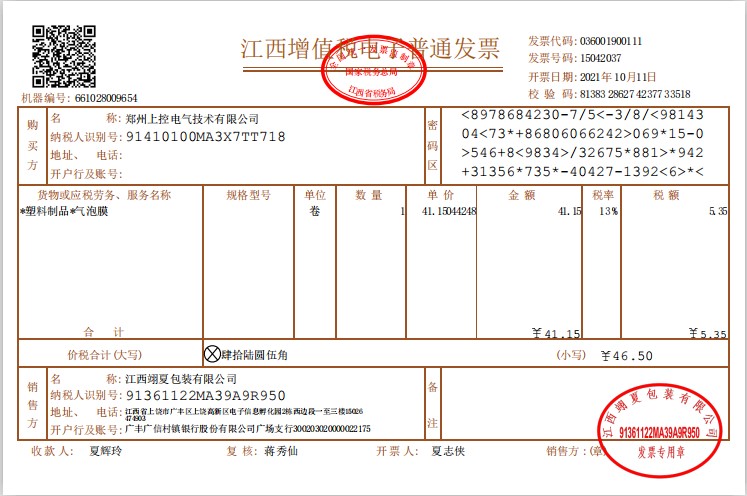 江西增值税电子普通发票
全国统一发票监制章
国家税务总局
江西省税务局
发票代码: 036001900111
发票号码: 15042037
开票日期: 2021年10月11日
校 验 码: 81383 28627 42377 33518
机器编号: 661028009654
购买方
名 称: 郑州上控电气技术有限公司
纳税人识别号: 91410100MA3X7TT718
地址、 电话:
开户行及账号:
密码区
<8978684230-7/5<-3/8/<98143
04<73*+86806066242>069*15-0
>546+8<9834>/32675*881>*942
+31356*735*-40427-1392<6>*<
货物或应税劳务、服务名称 规格型号 单位 数 量 单 价 金 额 税率 税 额
*塑料制品*气泡膜 卷 1 41.15044248 41.15 13% 5.35
合 计 ￥41.15 ￥5.35
价税合计(大写) 肆拾陆圆伍角 (小写) ￥46.50
销售方
名 称: 江西翊夏包装有限公司
纳税人识别号: 91361122MA39A9R950
地址、 电话: 江西省上饶市广丰区上饶高新区电子信息孵化园2栋西边段一至三楼15026
474903
开户行及账号: 广丰广信村镇银行股份有限公司广场支行300203020000022175
备注
收 款 人: 夏辉玲 复 核: 蒋秀仙 开 票 人: 夏志侠 销售方:(章)
江西翊夏包装有限公司
91361122MA39A9R950
发票专用章